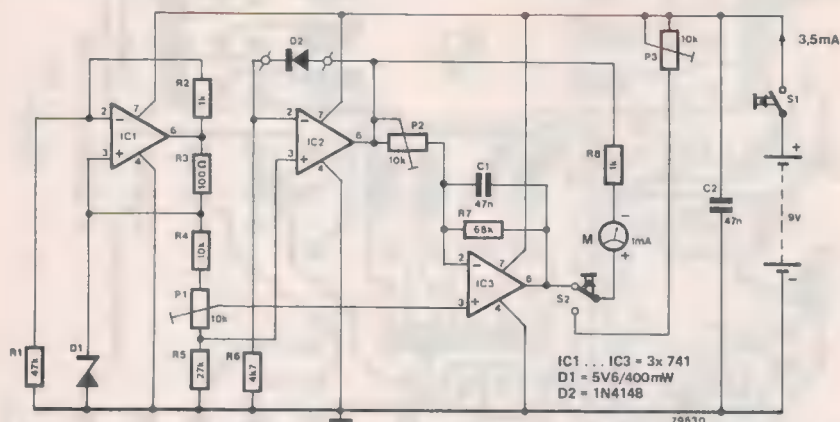 D2
10k
P3
3,5mA
R2
1k
2
7
IC1
6
3
4
R3
100Ω
2
7
IC2
6
3
4
P2
10k
C1
47n
R8
1k
S1
+
9V
−
C2
47n
R4
10k
R7
68k
M
−
1mA
+
P1
10k
2
7
IC3
6
3
4
S2
R1
47k
D1
R5
27k
R6
4k7
IC1 . . . IC3 = 3x 741
D1 = 5V6/400mW
D2 = 1N4148
79530